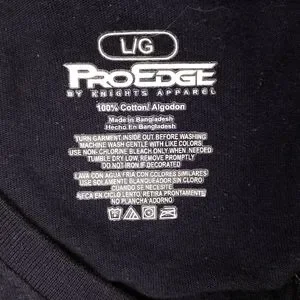 L/G
PROEDGE
BY KNIGHTS APPAREL
100% Cotton/ Algodon
Made in Bangladesh
Hecho En Bangladesh
TURN GARMENT INSIDE OUT BEFORE WASHING
MACHINE WASH GENTLE WITH LIKE COLORS.
USE NON- CHLORINE BLEACH ONLY WHEN NEEDED
TUMBLE DRY LOW, REMOVE PROMPTLY
DO NOT IRON IF DECORATED
LAVA CON AGUA FRIA CON COLORES SIMILARES
USE SOLAMENTE BLANQUEADOR SIN CLORO
CUANDO SE NECESITE
SECA EN CICLO LENTO, RETIRA PRONTAMENTE
NO PLANCHA ADORNO